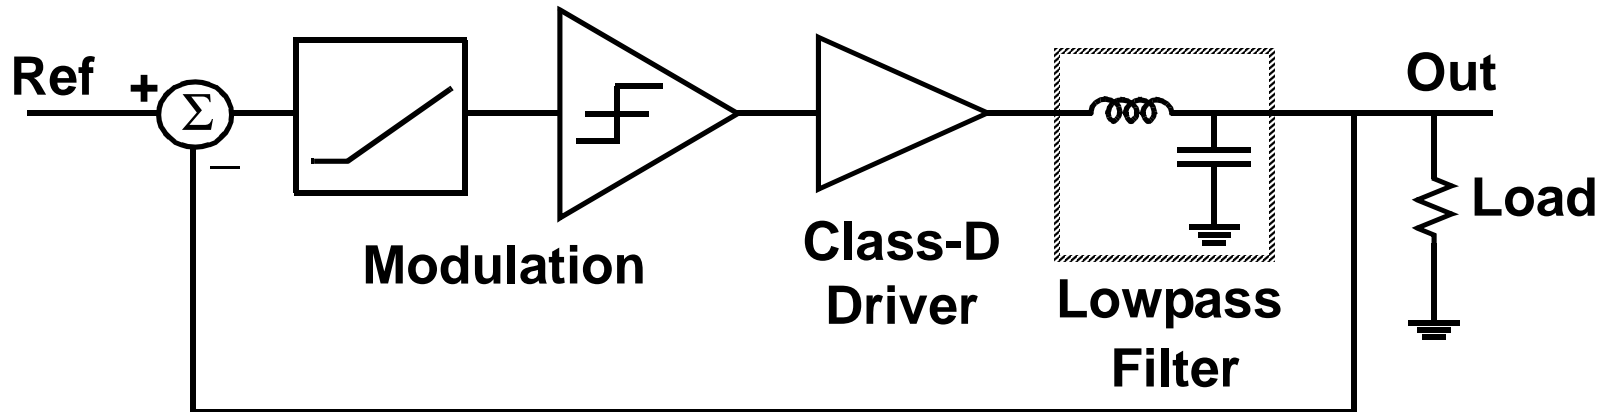 Ref
+
Σ
−
Modulation
Class-D
Driver
Lowpass
Filter
Out
Load